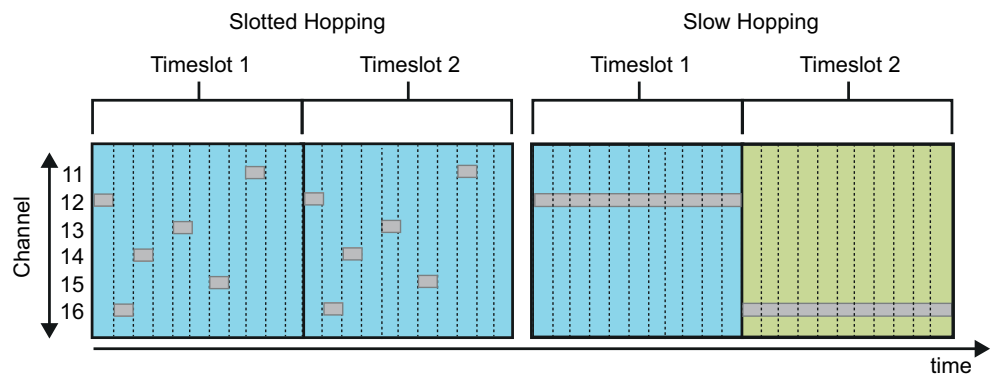 Slotted Hopping
Slow Hopping
Timeslot 1
Timeslot 2
Timeslot 1
Timeslot 2
Channel
11
12
13
14
15
16
time